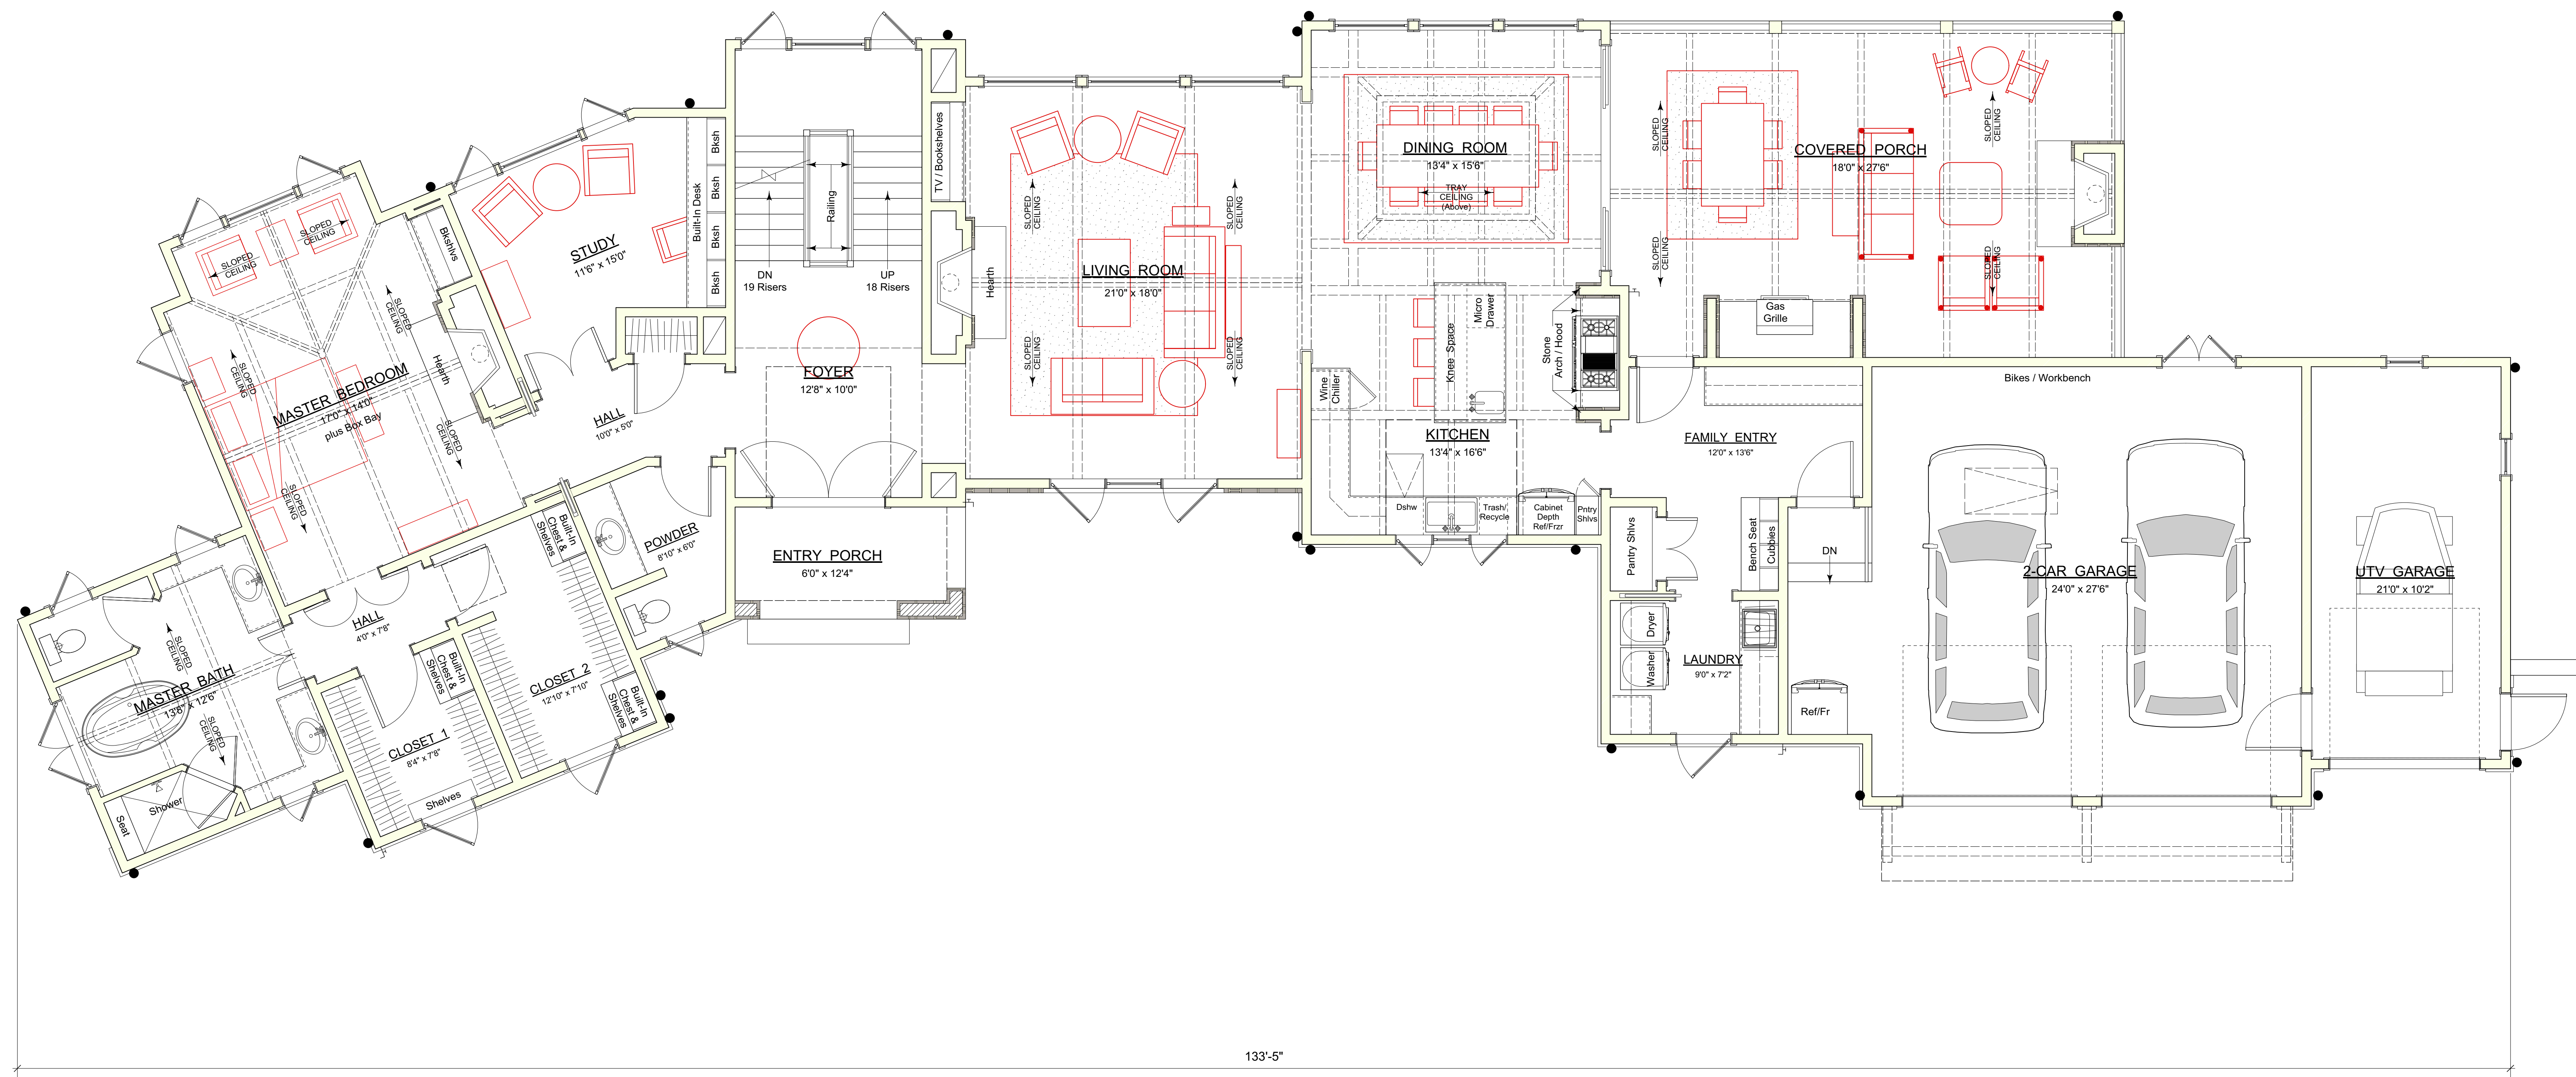 SLOPED
CEILING
SLOPED
CEILING
Bkshlvs
SLOPED
CEILING
SLOPED
CEILING
Hearth
MASTER BEDROOM
17'0" x 14'0"
plus Box Bay
SLOPED
CEILING
SLOPED
CEILING
STUDY
11'6" x 15'0"
Built-In Desk
Bksh
Bksh
Bksh
Bksh
HALL
10'0" x 5'0"
Railing
DN
19 Risers
UP
18 Risers
FOYER
12'8" x 10'0"
ENTRY PORCH
6'0" x 12'4"
POWDER
8'10" x 6'0"
Built-In
Chest &
Shelves
HALL
4'0" x 7'8"
SLOPED
CEILING
MASTER BATH
13'6" x 12'6"
SLOPED
CEILING
Shower
Seat
CLOSET 1
8'4" x 7'8"
Built-In
Chest &
Shelves
Shelves
CLOSET 2
12'10" x 7'10"
Built-In
Chest &
Shelves
TV / Bookshelves
Hearth
SLOPED
CEILING
SLOPED
CEILING
LIVING ROOM
21'0" x 18'0"
SLOPED
CEILING
SLOPED
CEILING
DINING ROOM
13'4" x 15'6"
TRAY
CEILING
(Above)
Micro
Drawer
Knee Space
Stone
Arch / Hood
Wine
Chiller
KITCHEN
13'4" x 16'6"
Dshw
Trash/
Recycle
Cabinet
Depth
Ref/Frzr
Pntry
Shlvs
SLOPED
CEILING
SLOPED
CEILING
COVERED PORCH
18'0" x 27'6"
SLOPED
CEILING
SLOPED
CEILING
Gas
Grille
FAMILY ENTRY
12'0" x 13'6"
Pantry Shlvs
Bench Seat
Cubbies
DN
Dryer
Washer
LAUNDRY
9'0" x 7'2"
Ref/Fr
Bikes / Workbench
2-CAR GARAGE
24'0" x 27'6"
UTV GARAGE
21'0" x 10'2"
133'-5"